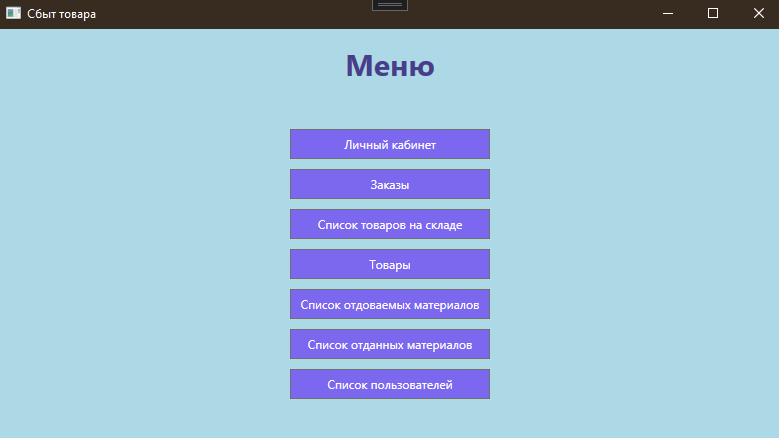 Сбыт товара
Меню
Личный кабинет
Заказы
Список товаров на складе
Товары
Список отдоваемых материалов
Список отданных материалов
Список пользователей